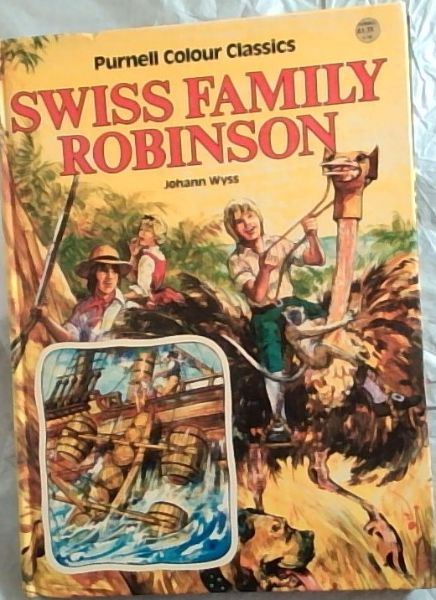 Purnell Colour Classics
SWISS FAMILY
ROBINSON
Johann Wyss